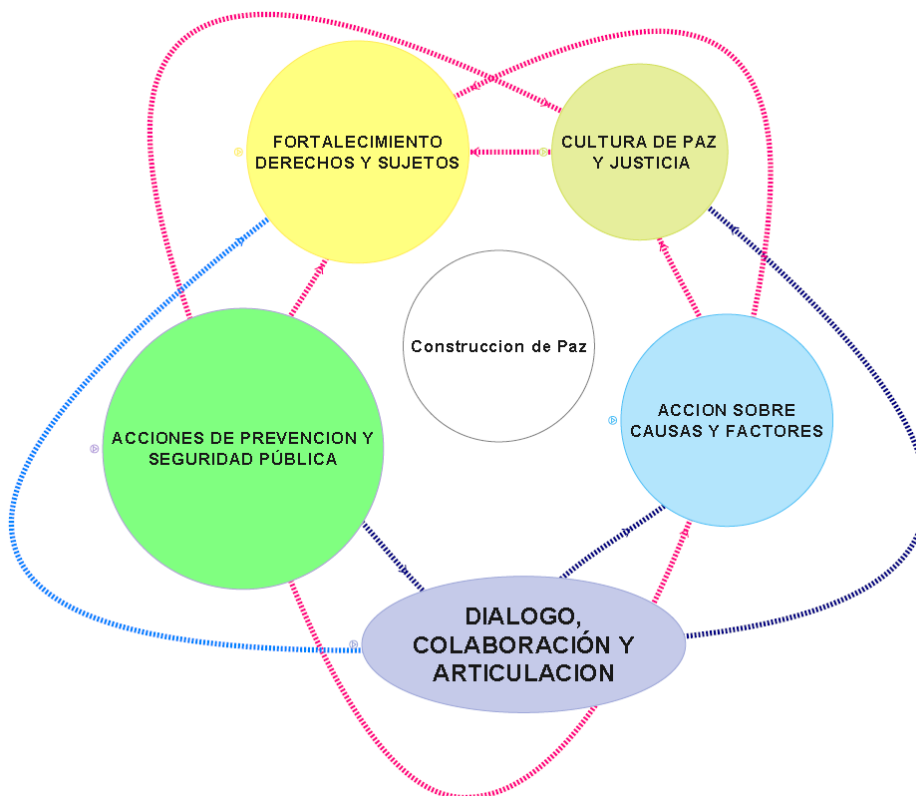 FORTALECIMIENTO
DERECHOS Y SUJETOS
CULTURA DE PAZ
Y JUSTICIA
Construccion de Paz
ACCIONES DE PREVENCION Y
SEGURIDAD PÚBLICA
ACCION SOBRE
CAUSAS Y FACTORES
DIALOGO,
COLABORACIÓN Y
ARTICULACION